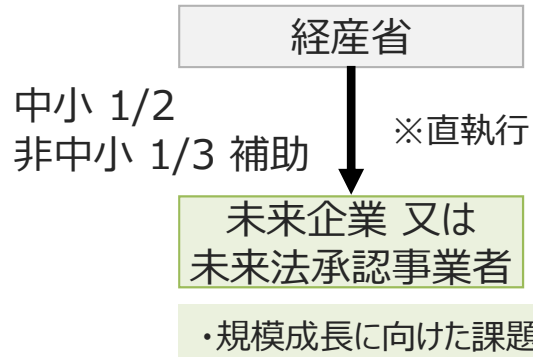 経産省
中小 1/2
非中小 1/3 補助
※直執行
未来企業 又は
未来法承認事業者
・規模成長に向けた課題